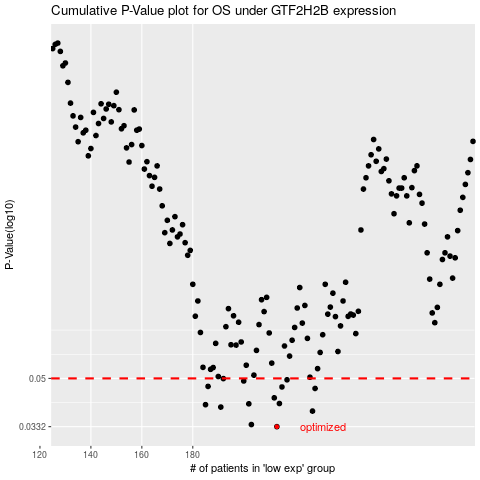 Cumulative P-Value plot for OS under GTF2H2B expression
P-Value(log10)
0.05
0.0332
optimized
120 140 160 180
# of patients in 'low exp' group